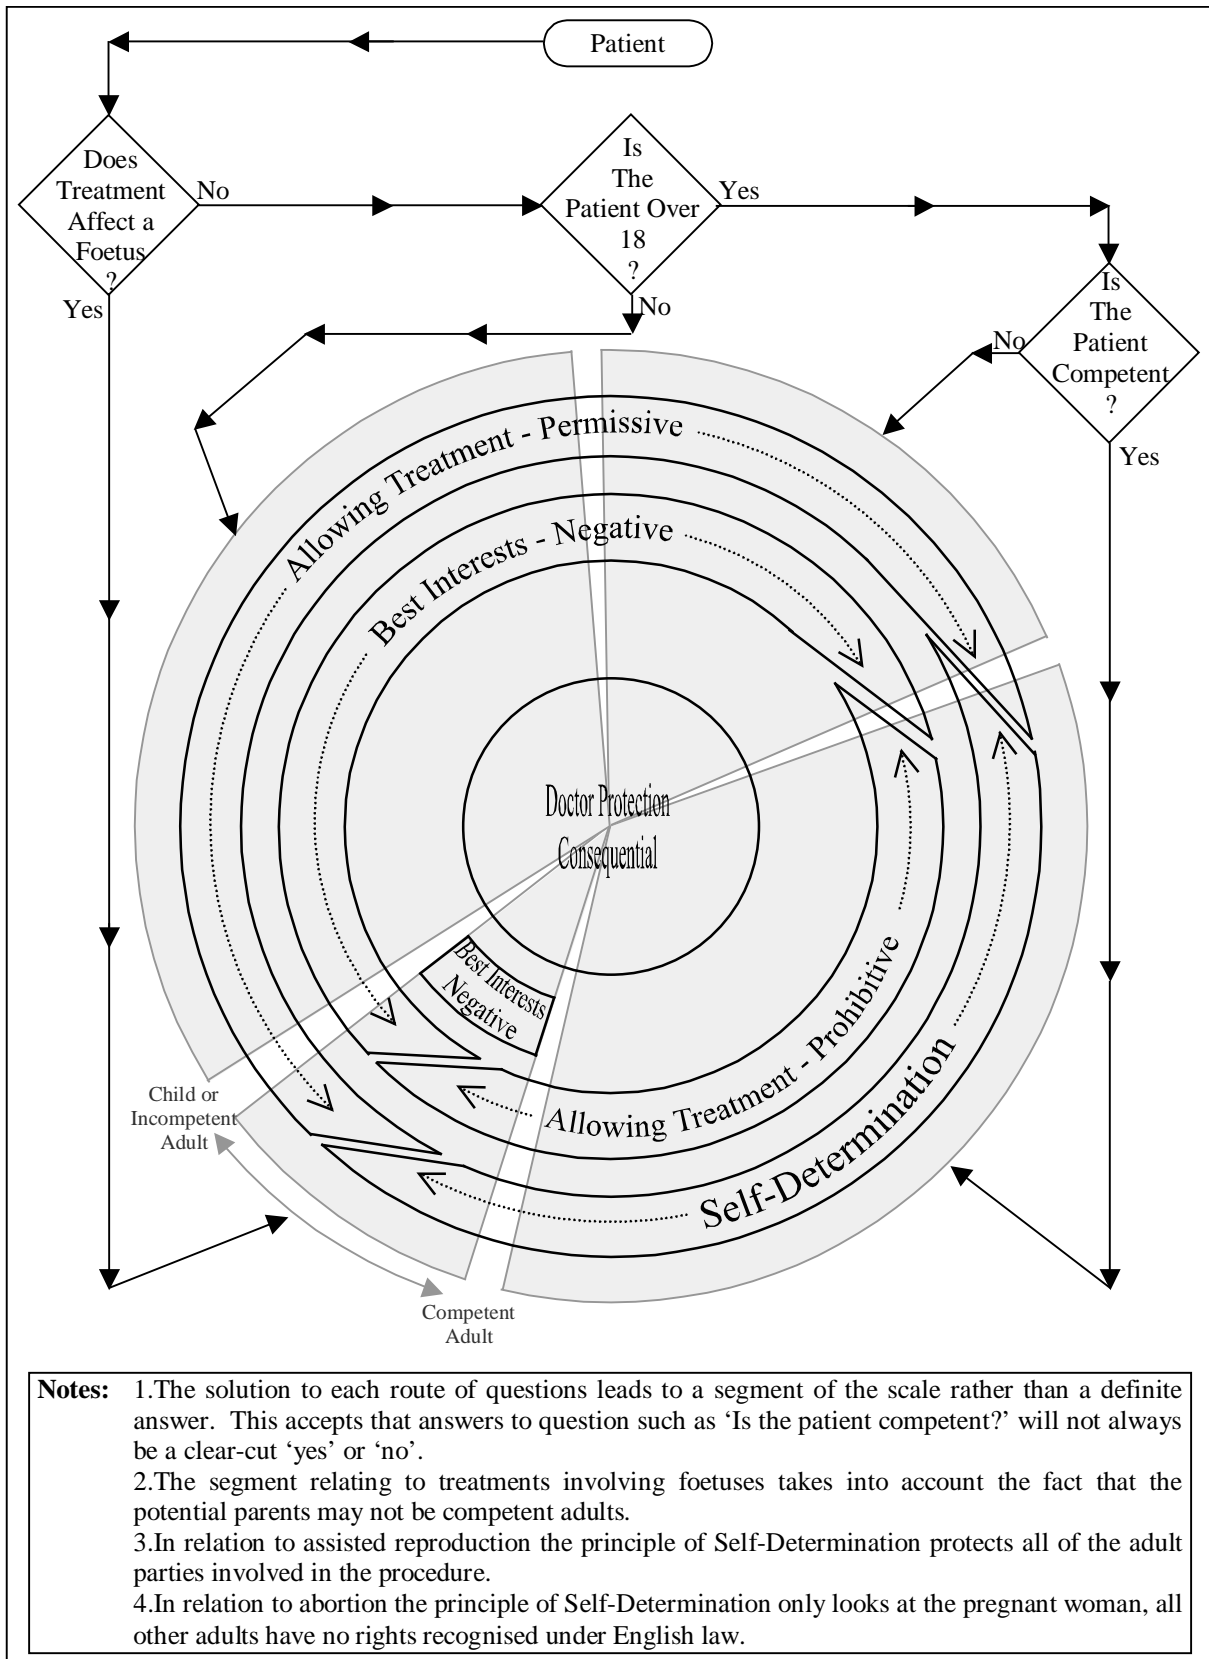 Patient
Does
Treatment
Affect a
Foetus
?
No
Yes
Is
The
Patient Over
18
?
Yes
No
Is
The
Patient
Competent
?
No
Yes
Allowing Treatment - Permissive
Best Interests - Negative
Doctor Protection
Consequential
Best Interests
Negative
Allowing Treatment - Prohibitive
Self-Determination
Child or
Incompetent
Adult
Competent
Adult
Notes: 1.The solution to each route of questions leads to a segment of the scale rather than a definite
answer. This accepts that answers to question such as ‘Is the patient competent?’ will not always
be a clear-cut ‘yes’ or ‘no’.
2.The segment relating to treatments involving foetuses takes into account the fact that the
potential parents may not be competent adults.
3.In relation to assisted reproduction the principle of Self-Determination protects all of the adult
parties involved in the procedure.
4.In relation to abortion the principle of Self-Determination only looks at the pregnant woman, all
other adults have no rights recognised under English law.